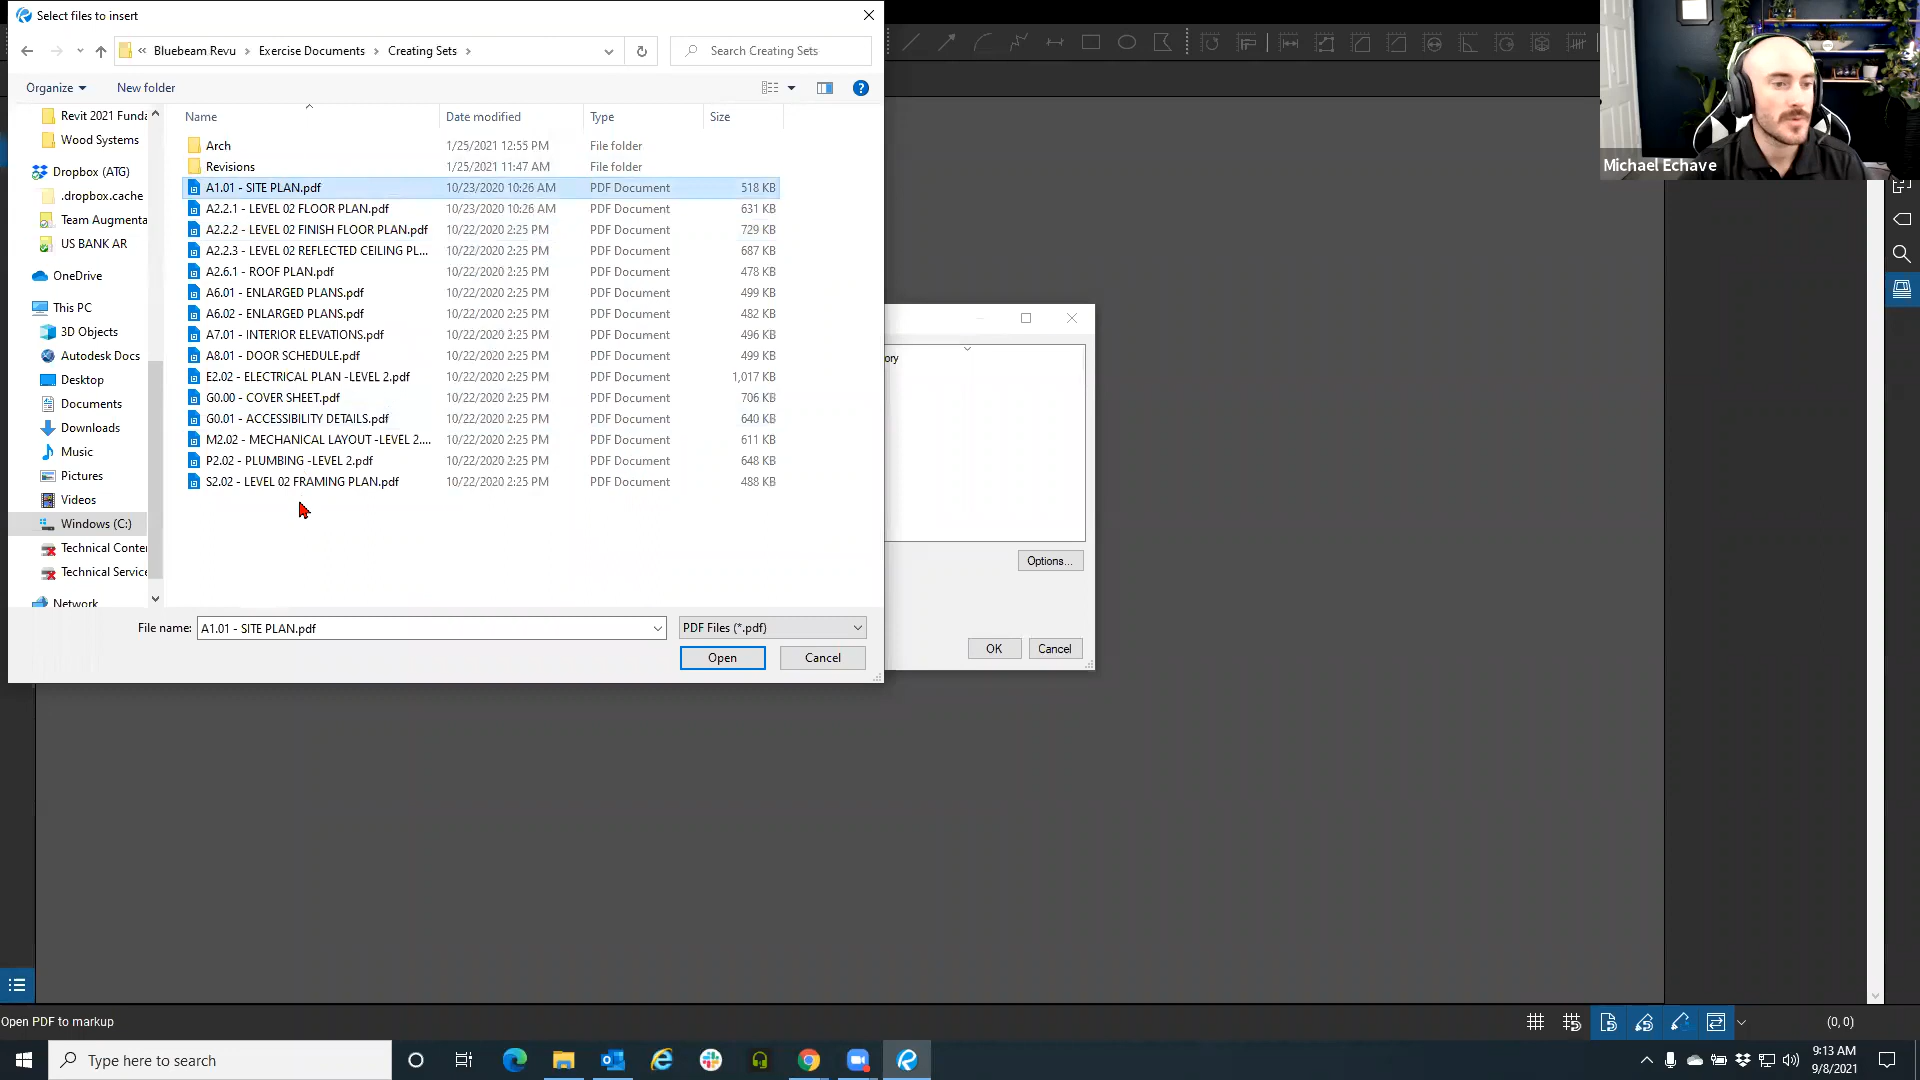 Select files to insert
« Bluebeam Revu > Exercise Documents > Creating Sets >
Search Creating Sets
Organize
New folder
Name Date modified Type Size
Revit 2021 Funda
Wood Systems
Dropbox (ATG)
.dropbox.cache
Team Augmenta
US BANK AR
OneDrive
This PC
3D Objects
Autodesk Docs
Desktop
Documents
Downloads
Music
Pictures
Videos
Windows (C:)
Technical Conter
Technical Service
Network
Arch 1/25/2021 12:55 PM File folder
Revisions 1/25/2021 11:47 AM File folder
A1.01 - SITE PLAN.pdf 10/23/2020 10:26 AM PDF Document 518 KB
A2.2.1 - LEVEL 02 FLOOR PLAN.pdf 10/23/2020 10:26 AM PDF Document 631 KB
A2.2.2 - LEVEL 02 FINISH FLOOR PLAN.pdf 10/22/2020 2:25 PM PDF Document 729 KB
A2.2.3 - LEVEL 02 REFLECTED CEILING PL... 10/22/2020 2:25 PM PDF Document 687 KB
A2.6.1 - ROOF PLAN.pdf 10/22/2020 2:25 PM PDF Document 478 KB
A6.01 - ENLARGED PLANS.pdf 10/22/2020 2:25 PM PDF Document 499 KB
A6.02 - ENLARGED PLANS.pdf 10/22/2020 2:25 PM PDF Document 482 KB
A7.01 - INTERIOR ELEVATIONS.pdf 10/22/2020 2:25 PM PDF Document 496 KB
A8.01 - DOOR SCHEDULE.pdf 10/22/2020 2:25 PM PDF Document 499 KB
E2.02 - ELECTRICAL PLAN -LEVEL 2.pdf 10/22/2020 2:25 PM PDF Document 1,017 KB
G0.00 - COVER SHEET.pdf 10/22/2020 2:25 PM PDF Document 706 KB
G0.01 - ACCESSIBILITY DETAILS.pdf 10/22/2020 2:25 PM PDF Document 640 KB
M2.02 - MECHANICAL LAYOUT -LEVEL 2.... 10/22/2020 2:25 PM PDF Document 611 KB
P2.02 - PLUMBING -LEVEL 2.pdf 10/22/2020 2:25 PM PDF Document 648 KB
S2.02 - LEVEL 02 FRAMING PLAN.pdf 10/22/2020 2:25 PM PDF Document 488 KB
File name: A1.01 - SITE PLAN.pdf PDF Files (*.pdf)
Open Cancel
ory
Options...
OK Cancel
Michael Echave
Open PDF to markup
(0, 0)
Type here to search
9:13 AM
9/8/2021